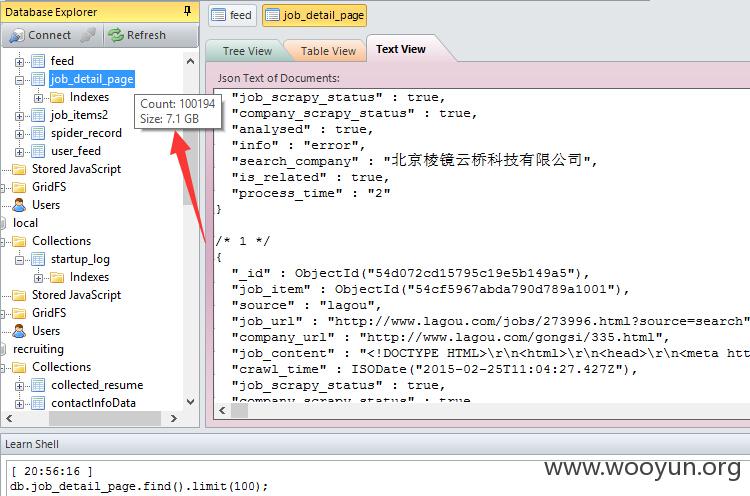 Database Explorer
Connect
Refresh
feed
job_detail_page
Indexes
job_items2
spider_record
user_feed
Stored JavaScript
GridFS
Users
local
Collections
startup_log
Indexes
Stored JavaScript
GridFS
Users
recruiting
Collections
collected_resume
contactInfoData
Count: 100194
Size: 7.1 GB
feed
job_detail_page
Tree View
Table View
Text View
Json Text of Documents:
"job_scrapy_status" : true,
"company_scrapy_status" : true,
"analysed" : true,
"info" : "error",
"search_company" : "北京棱镜云桥科技有限公司",
"is_related" : true,
"process_time" : "2"
}
/* 1 */
{
"_id" : ObjectId("54d072cd15795c19e5b149a5"),
"job_item" : ObjectId("54cf5967abda790d789a1001"),
"source" : "lagou",
"job_url" : "http://www.lagou.com/jobs/273996.html?source=search"
"company_url" : "http://www.lagou.com/gongsi/335.html",
"job_content" : "<!DOCTYPE HTML>\r\n<html>\r\n<head>\r\n<meta htt
"crawl_time" : ISODate("2015-02-25T11:04:27.427Z"),
"job_scrapy_status" : true,
"company_scrapy_status" : true,
Learn Shell
[ 20:56:16 ]
db.job_detail_page.find().limit(100);
www.wooyun.org